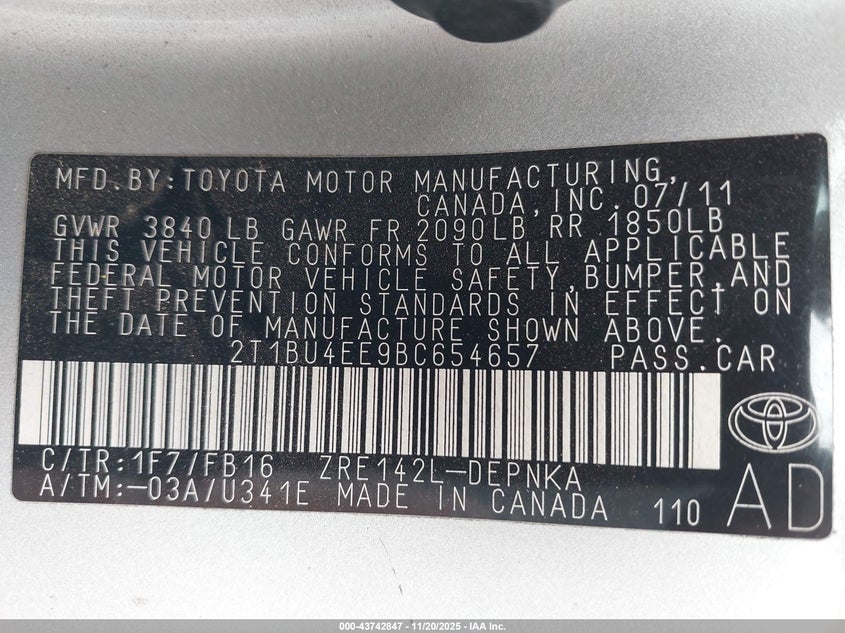 MFD.BY:TOYOTA MOTOR MANUFACTURING,
CANADA,INC. 07/11
GVWR 3840 LB GAWR FR 2090LB RR 1850LB
THIS VEHICLE CONFORMS TO ALL APPLICABLE
FEDERAL MOTOR VEHICLE SAFETY,BUMPER,AND
THEFT PREVENTION STANDARDS IN EFFECT ON
THE DATE OF MANUFACTURE SHOWN ABOVE.
2T1BU4EE9BC654657 PASS.CAR
C/TR:1F7/FB16 ZRE142L-DEPNKA
A/TM:-03A/U341E MADE IN CANADA 110 AD
000-43742847 - 11/20/2025 - IAA Inc.